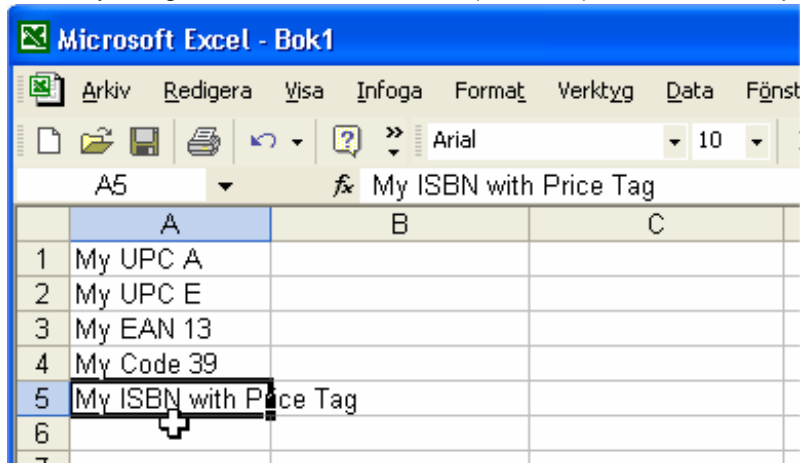 Microsoft Excel - Bok1
Arkiv Redigera Visa Infoga Format Verktyg Data Fönst
Arial 10
A5 fx My ISBN with Price Tag
A B C
1 My UPC A
2 My UPC E
3 My EAN 13
4 My Code 39
5 My ISBN with Price Tag
6